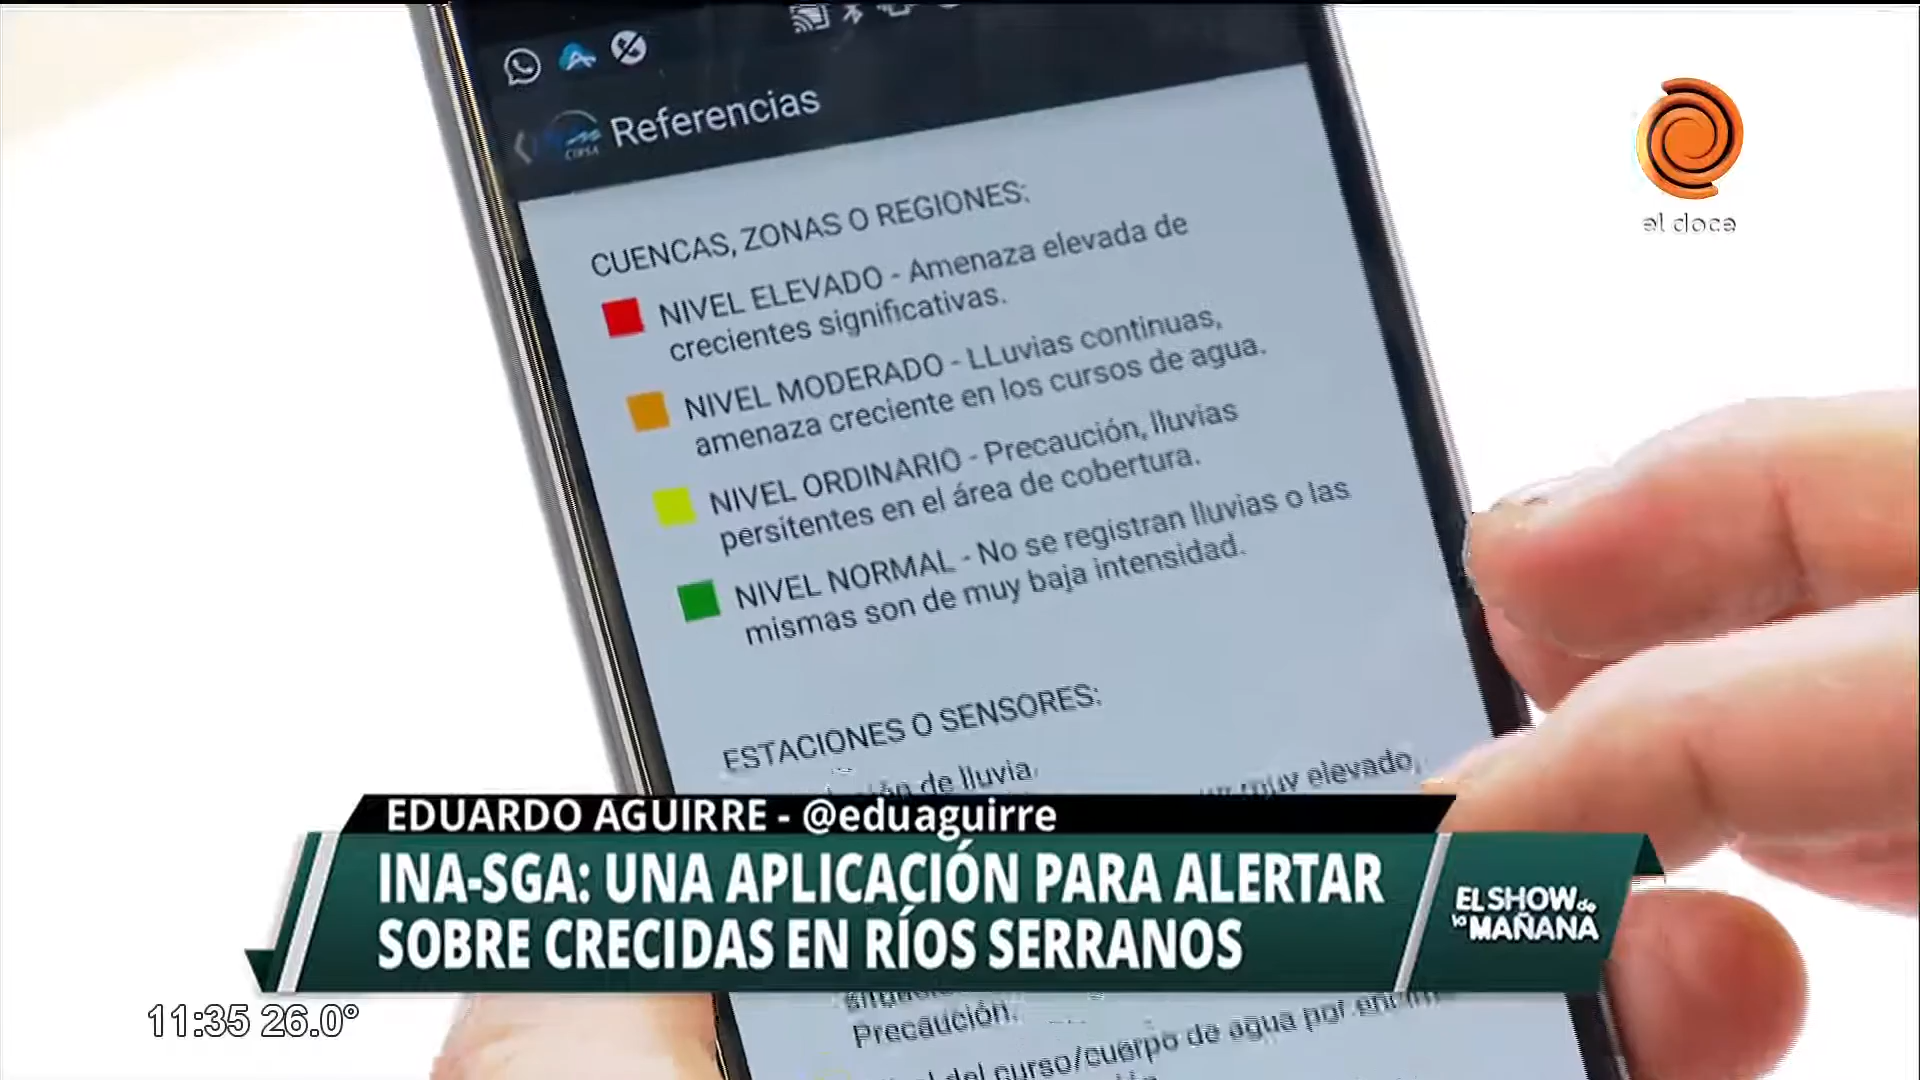 Referencias
CIRSA
el doce
CUENCAS, ZONAS O REGIONES:
NIVEL ELEVADO - Amenaza elevada de
crecientes significativas.
NIVEL MODERADO - LLuvias continuas,
amenaza creciente en los cursos de agua.
NIVEL ORDINARIO - Precaución, lluvias
persitentes en el área de cobertura.
NIVEL NORMAL - No se registran lluvias o las
mismas son de muy baja intensidad.
ESTACIONES O SENSORES:
de lluvia.
muy elevado,
EDUARDO AGUIRRE - @eduaguirre
INA-SGA: UNA APLICACIÓN PARA ALERTAR
SOBRE CRECIDAS EN RÍOS SERRANOS
EL SHOW de
la MAÑANA
Precaución.
del curso/cuerpo de agua por
11:35 26.0°